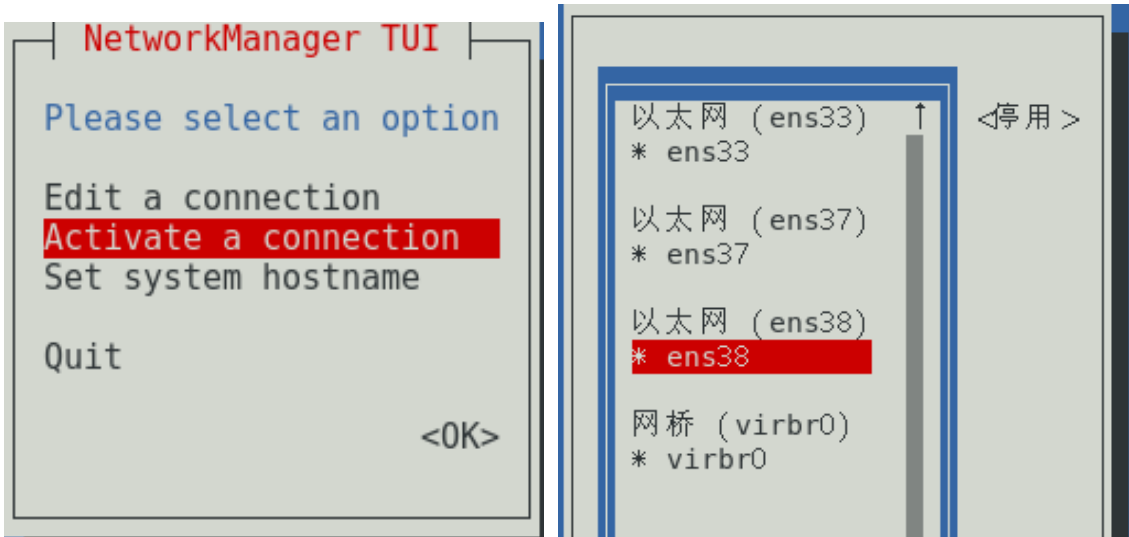 NetworkManager TUI
Please select an option
Edit a connection
Activate a connection
Set system hostname
Quit
<OK>
以太网 (ens33)
* ens33
以太网 (ens37)
* ens37
以太网 (ens38)
* ens38
网桥 (virbr0)
* virbr0
↑
<停用>